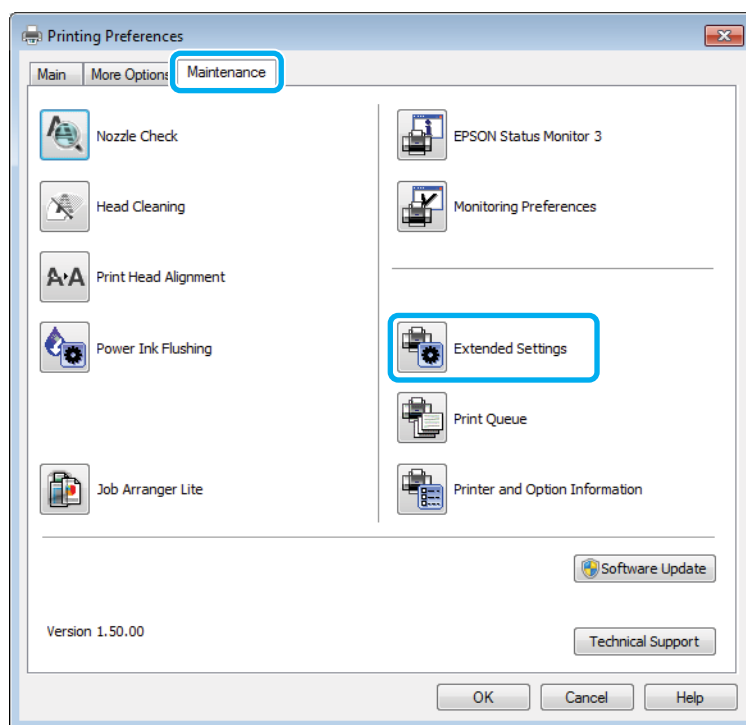 Printing Preferences
Main
More Options
Maintenance
Nozzle Check
Head Cleaning
A A Print Head Alignment
Power Ink Flushing
Job Arranger Lite
EPSON Status Monitor 3
Monitoring Preferences
Extended Settings
Print Queue
Printer and Option Information
Software Update
Version 1.50.00
Technical Support
OK
Cancel
Help